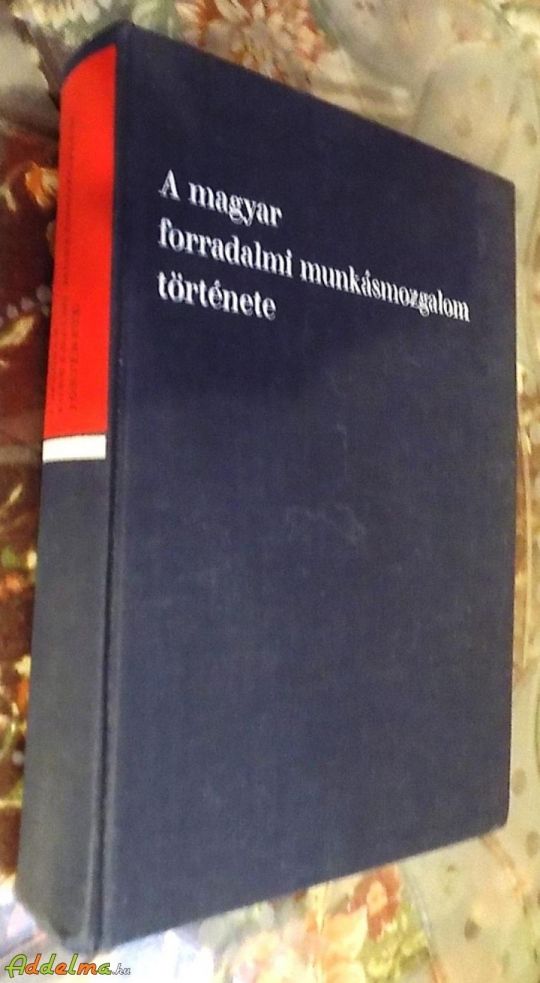 A magyar
forradalmi munkásmozgalom
története
Addelma.hu